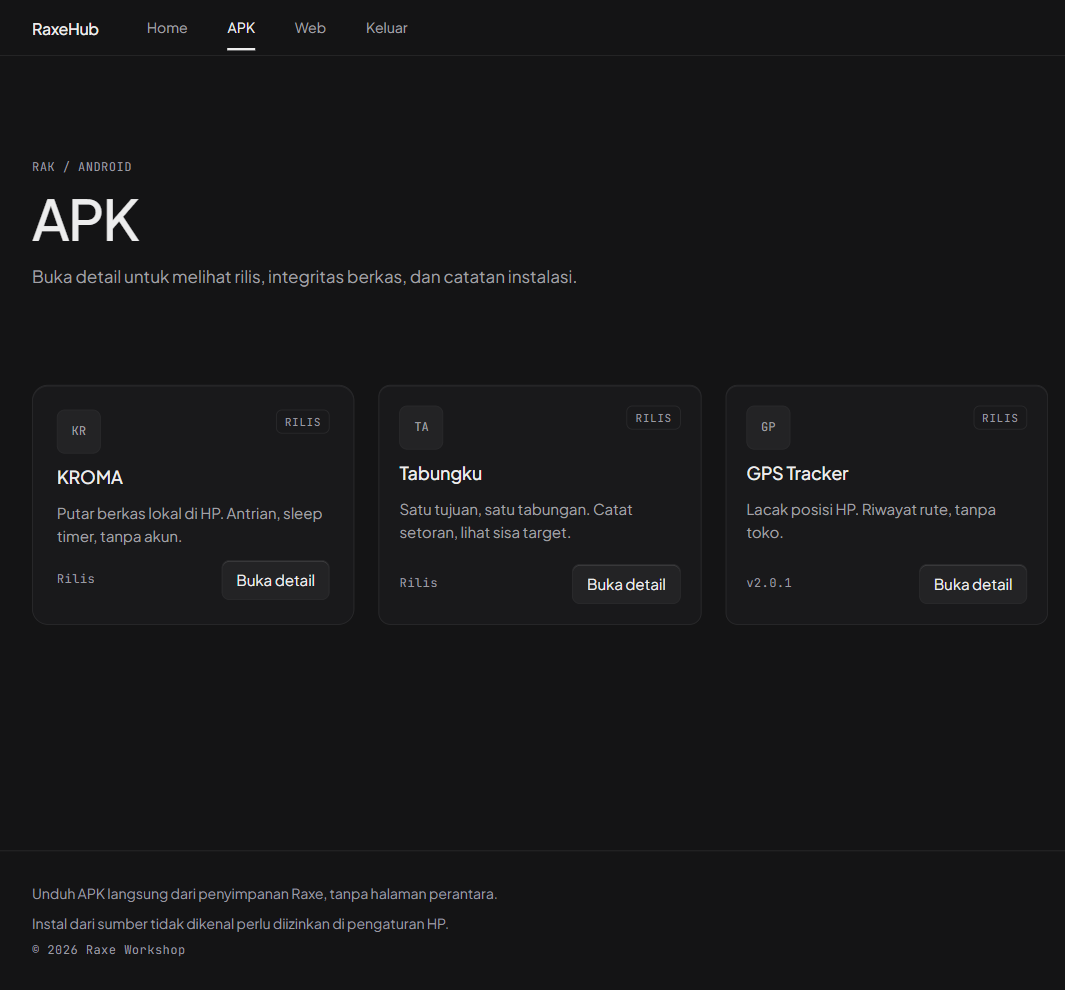 RaxeHub
Home
APK
Web
Keluar
RAK / ANDROID
APK
Buka detail untuk melihat rilis, integritas berkas, dan catatan instalasi.
KR
RILIS
KROMA
Putar berkas lokal di HP. Antrian, sleep
timer, tanpa akun.
Rilis
Buka detail
TA
RILIS
Tabungku
Satu tujuan, satu tabungan. Catat
setoran, lihat sisa target.
Rilis
Buka detail
GP
RILIS
GPS Tracker
Lacak posisi HP. Riwayat rute, tanpa
toko.
v2.0.1
Buka detail
Unduh APK langsung dari penyimpanan Raxe, tanpa halaman perantara.
Instal dari sumber tidak dikenal perlu diizinkan di pengaturan HP.
© 2026 Raxe Workshop